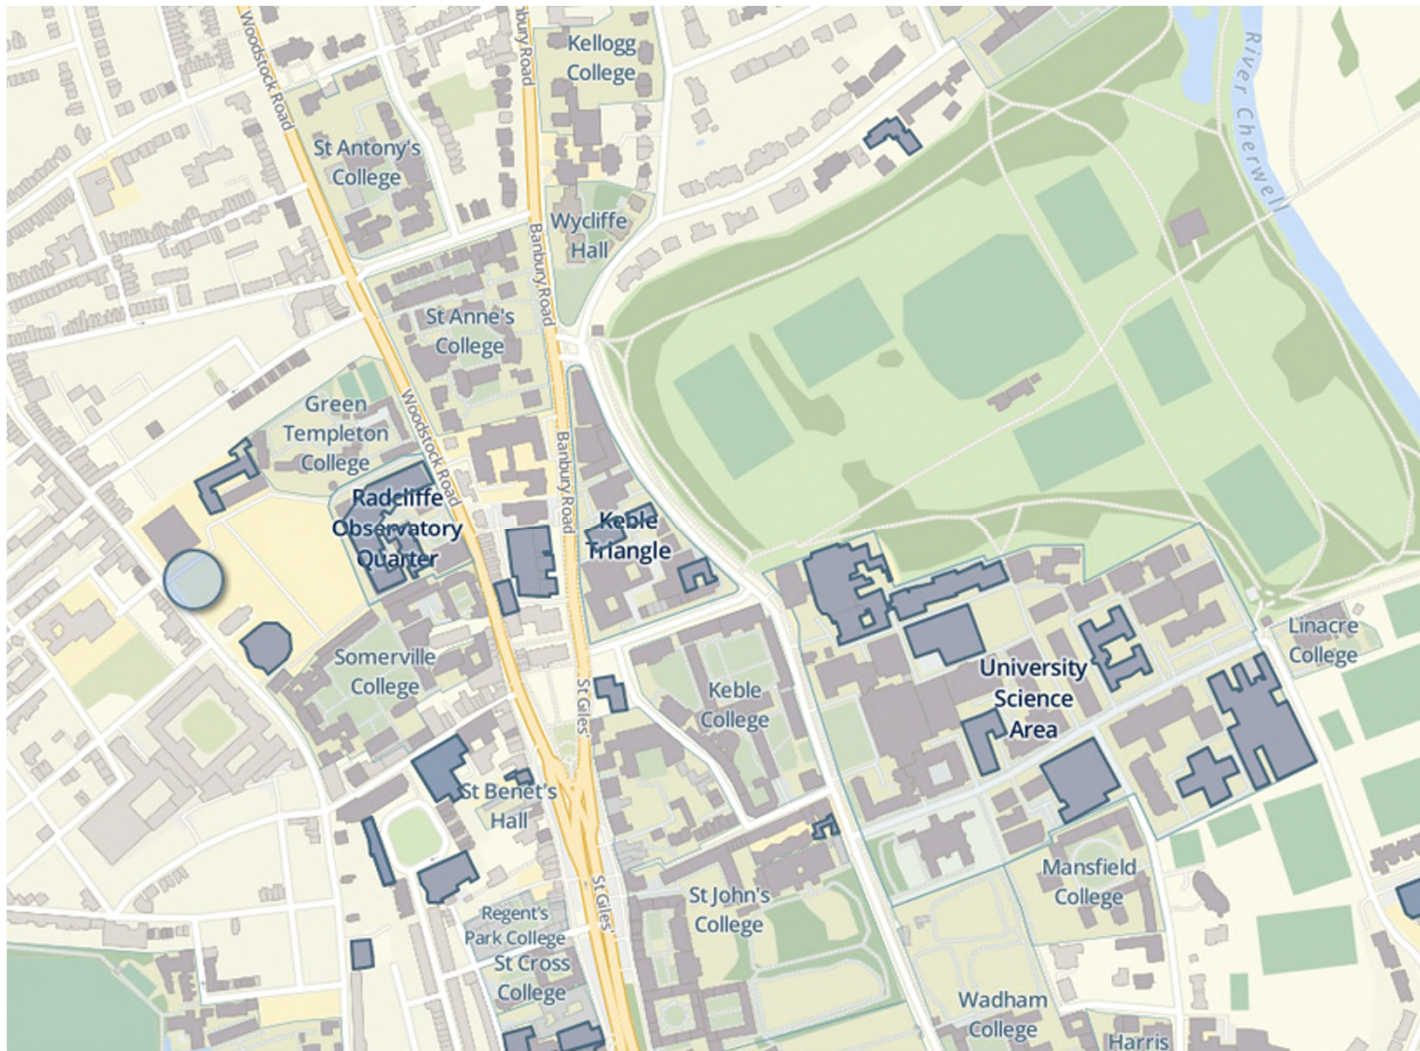 Woodstock Road
Banbury Road
Kellogg
College
River Cherwell
St Antony's
College
Wycliffe
Hall
Banbury Road
St Anne's
College
Green
Templeton
College
Woodstock Road
Banbury Road
Radcliffe
Observatory
Quarter
Keble
Triangle
Linacre
College
Somerville
College
University
Science
Area
Keble
College
St Giles'
St Benet's
Hall
Mansfield
College
St John's
College
St Giles'
Regent's
Park College
St Cross
College
Wadham
College
Harris